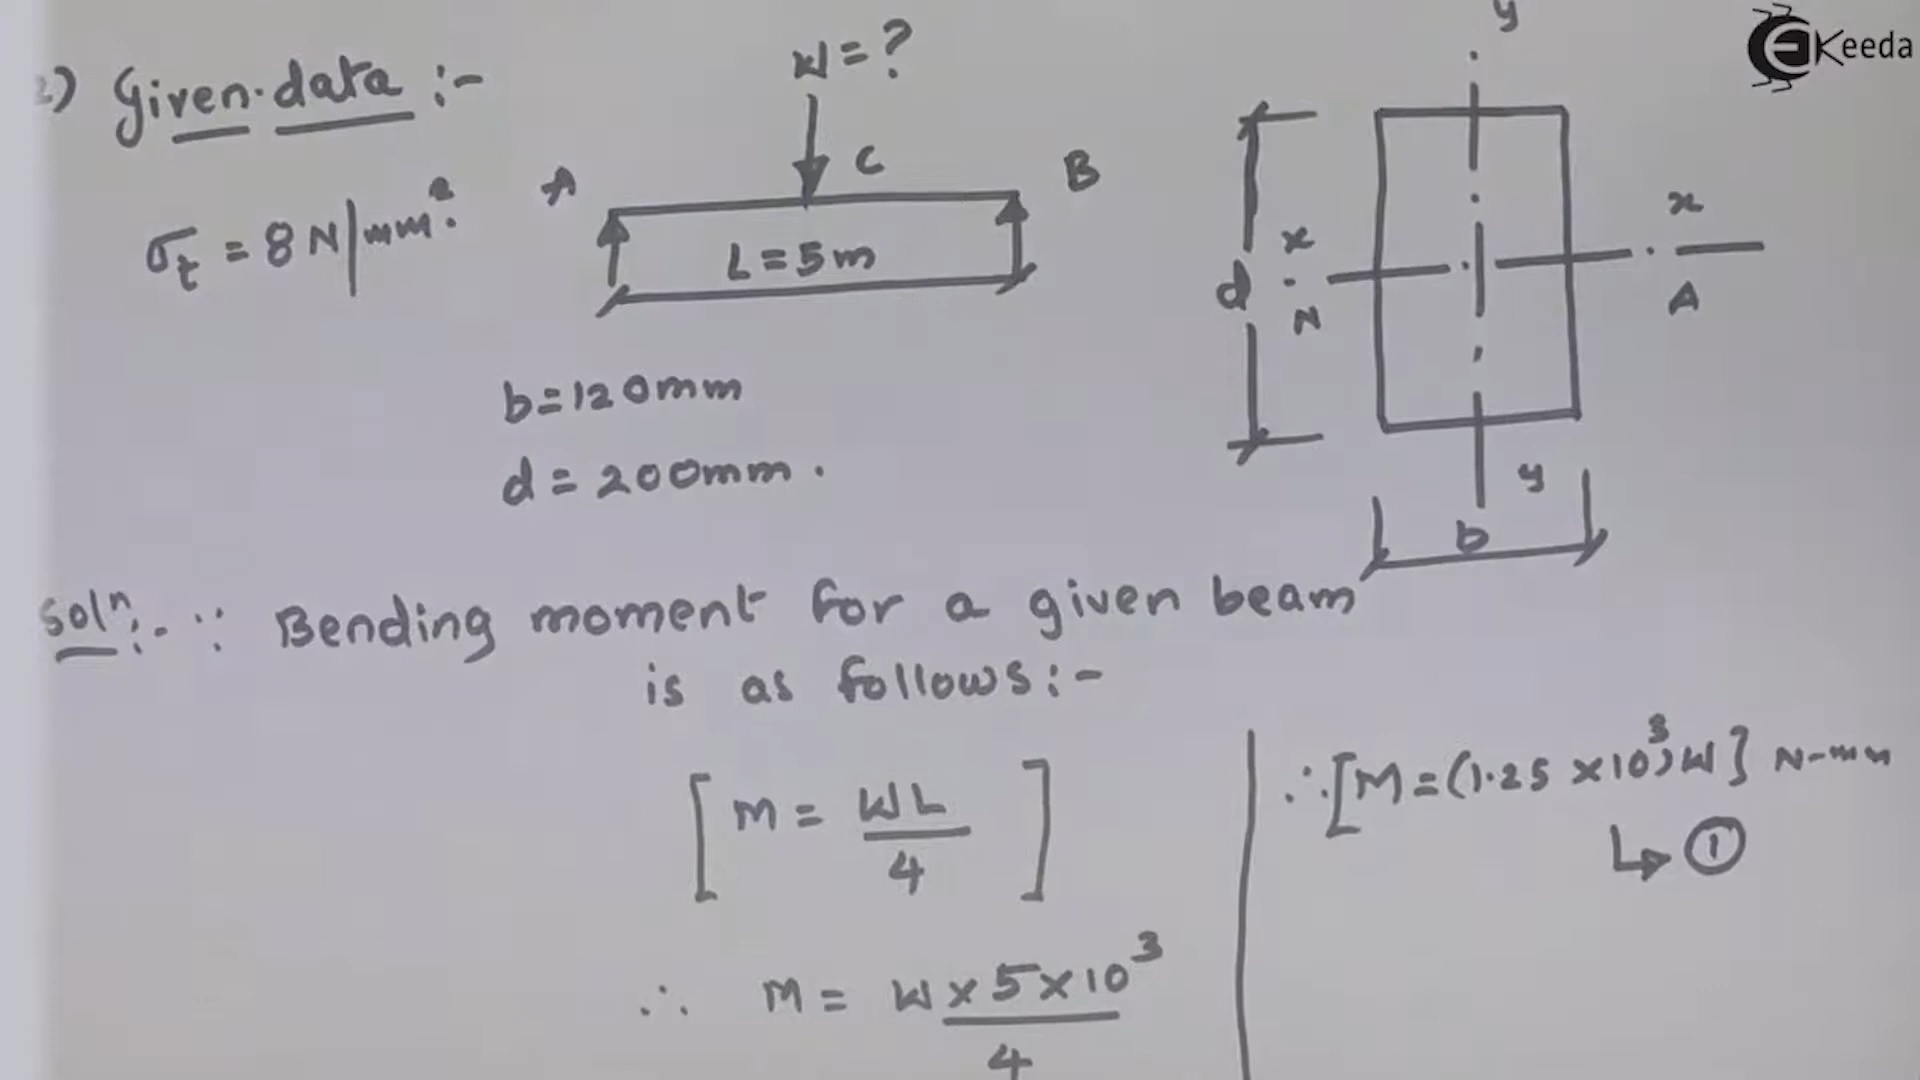 EKeeda
2) Given data :-
σt = 8 N/mm².
W = ?
A
C
B
L = 5m
b = 120mm
d = 200mm.
y
d
x
x
N
A
y
b
Solⁿ:- ∵ Bending moment for a given beam
is as follows :-
[ M = WL/4 ]
∴ M = W x 5 x 10³/4
∴ [M = (1.25 x 10³) W] N-mm
↳ ①